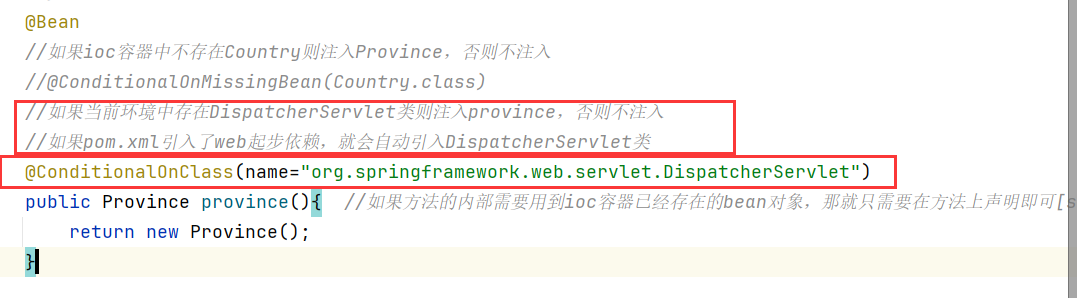 @Bean
//如果ioc容器中不存在Country则注入Province，否则不注入
//@ConditionalOnMissingBean(Country.class)
//如果当前环境中存在DispatcherServlet类则注入province，否则不注入
//如果pom.xml引入了web起步依赖，就会自动引入DispatcherServlet类
@ConditionalOnClass(name="org.springframework.web.servlet.DispatcherServlet")
public Province province(){  //如果方法的内部需要用到ioc容器已经存在的bean对象，那就只需要在方法上声明即可[s
return new Province();
}